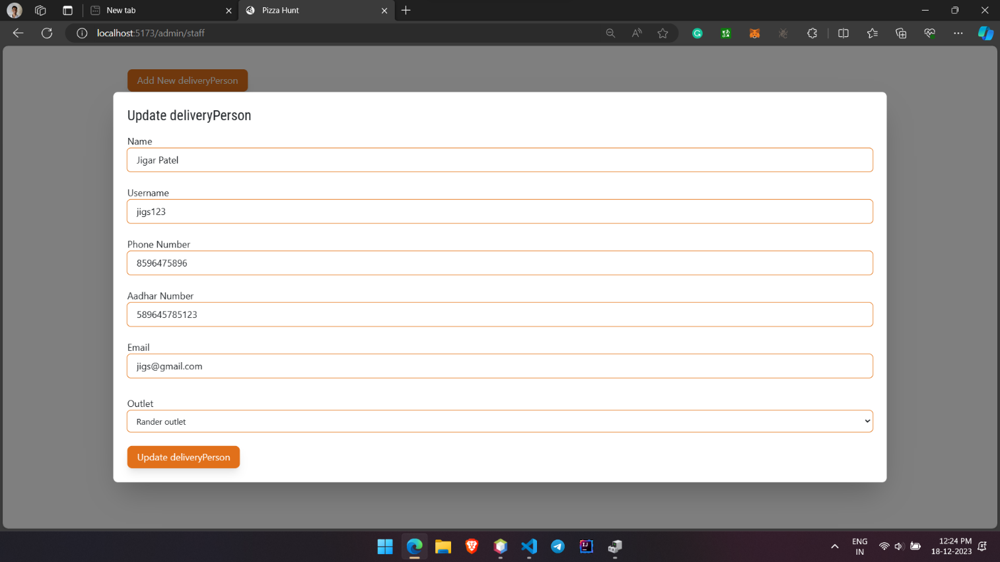 New tab
Pizza Hunt
localhost:5173/admin/staff
Add New deliveryPerson
Update deliveryPerson
Name
Jigar Patel
Username
jigs123
Phone Number
8596475896
Aadhar Number
589645785123
Email
jigs@gmail.com
Outlet
Rander outlet
Update deliveryPerson
ENG
IN
12:24 PM
18-12-2023